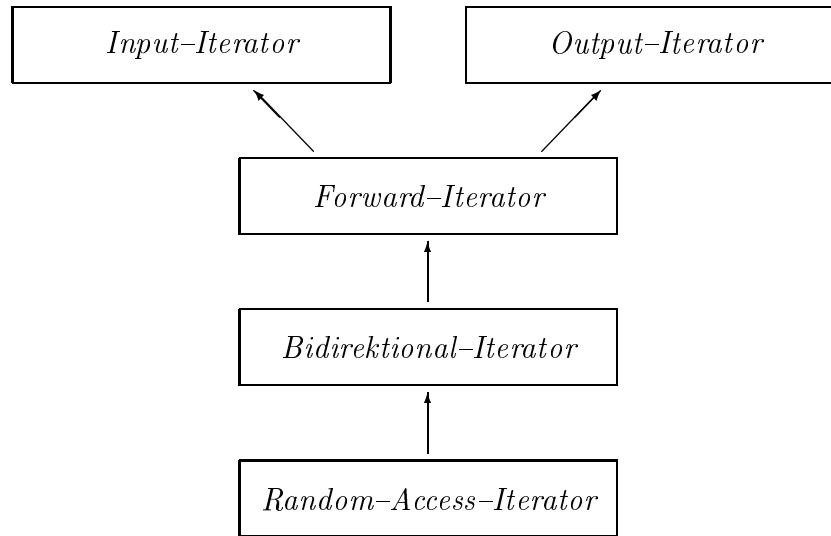 Input–Iterator
Output–Iterator
Forward–Iterator
Bidirektional–Iterator
Random–Access–Iterator